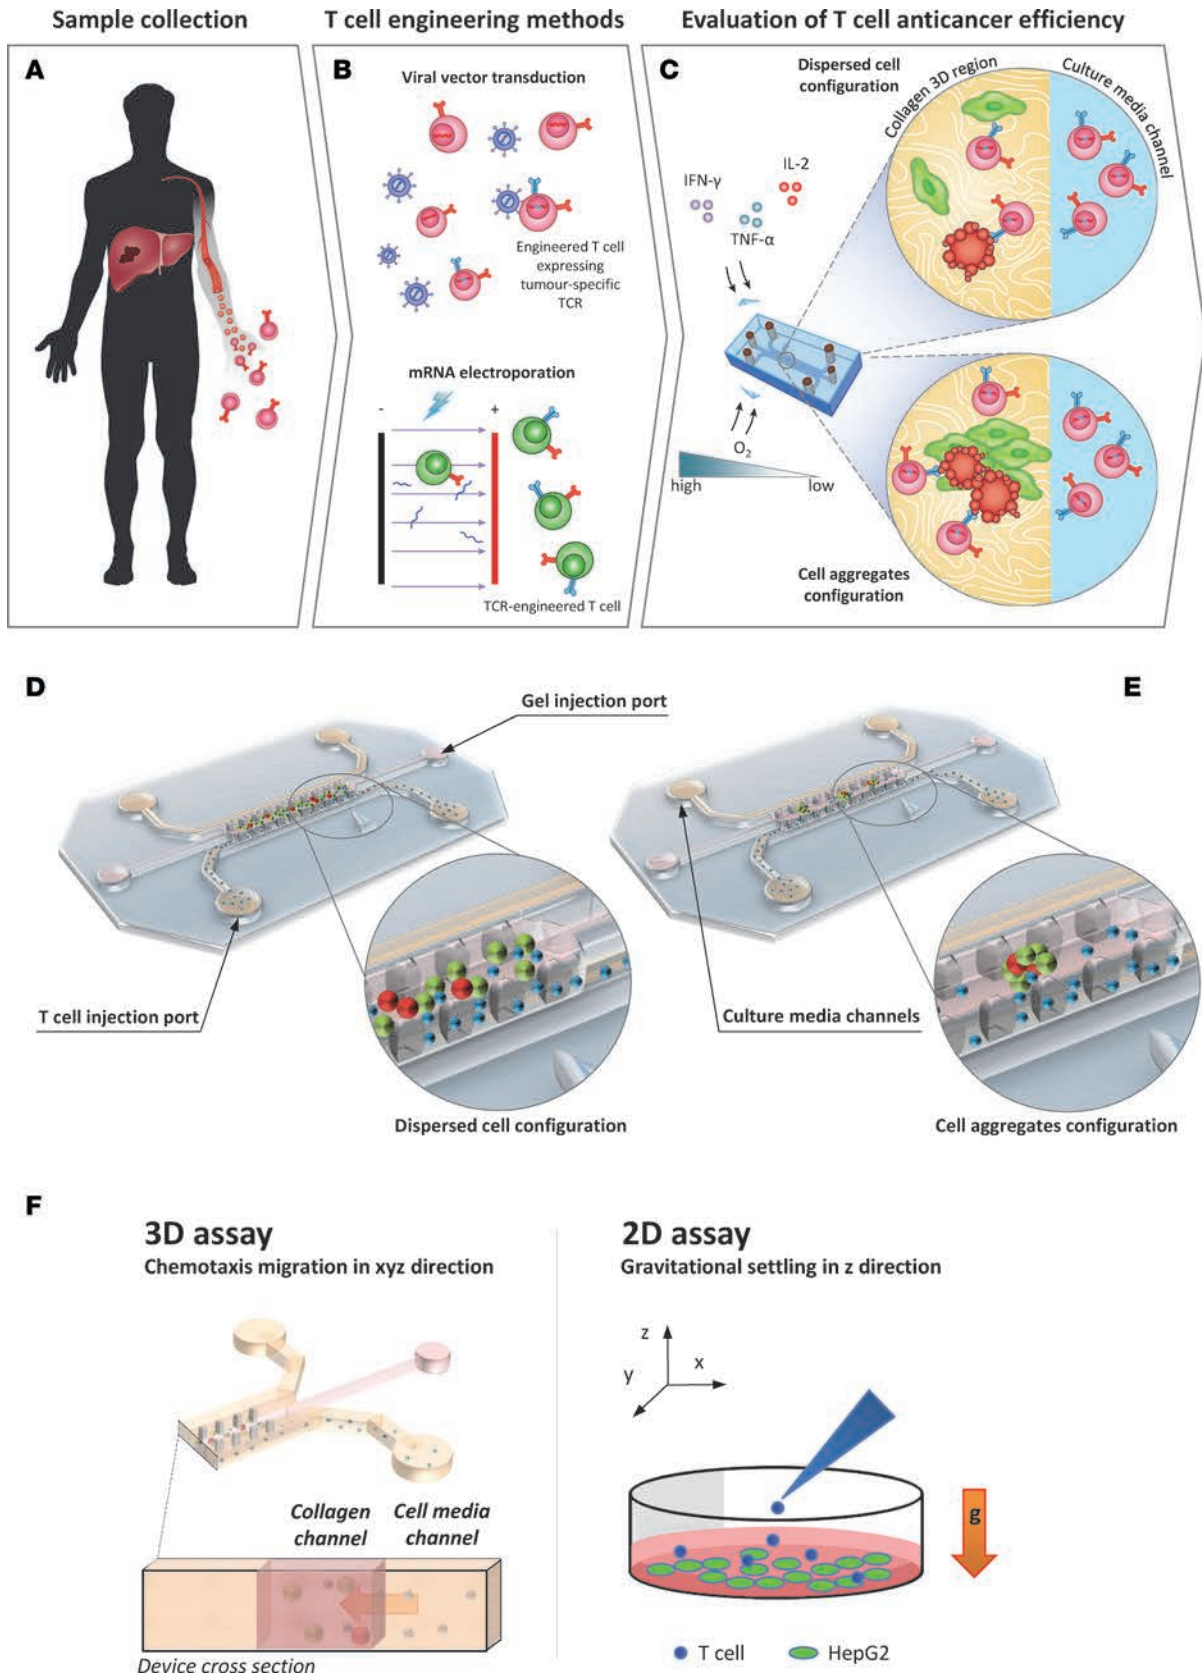 Sample collection
T cell engineering methods
Evaluation of T cell anticancer efficiency
A
B
Viral vector transduction
Engineered T cell
expressing
tumour-specific
TCR
mRNA electroporation
-
+
TCR-engineered T cell
C
Dispersed cell
configuration
Collagen 3D region
Culture media channel
IL-2
IFN-γ
TNF-α
O₂
high
low
Cell aggregates
configuration
D
Gel injection port
E
T cell injection port
Culture media channels
Dispersed cell configuration
Cell aggregates configuration
F
3D assay
Chemotaxis migration in xyz direction
Collagen
channel
Cell media
channel
Device cross section
2D assay
Gravitational settling in z direction
z
y
x
g
T cell
HepG2